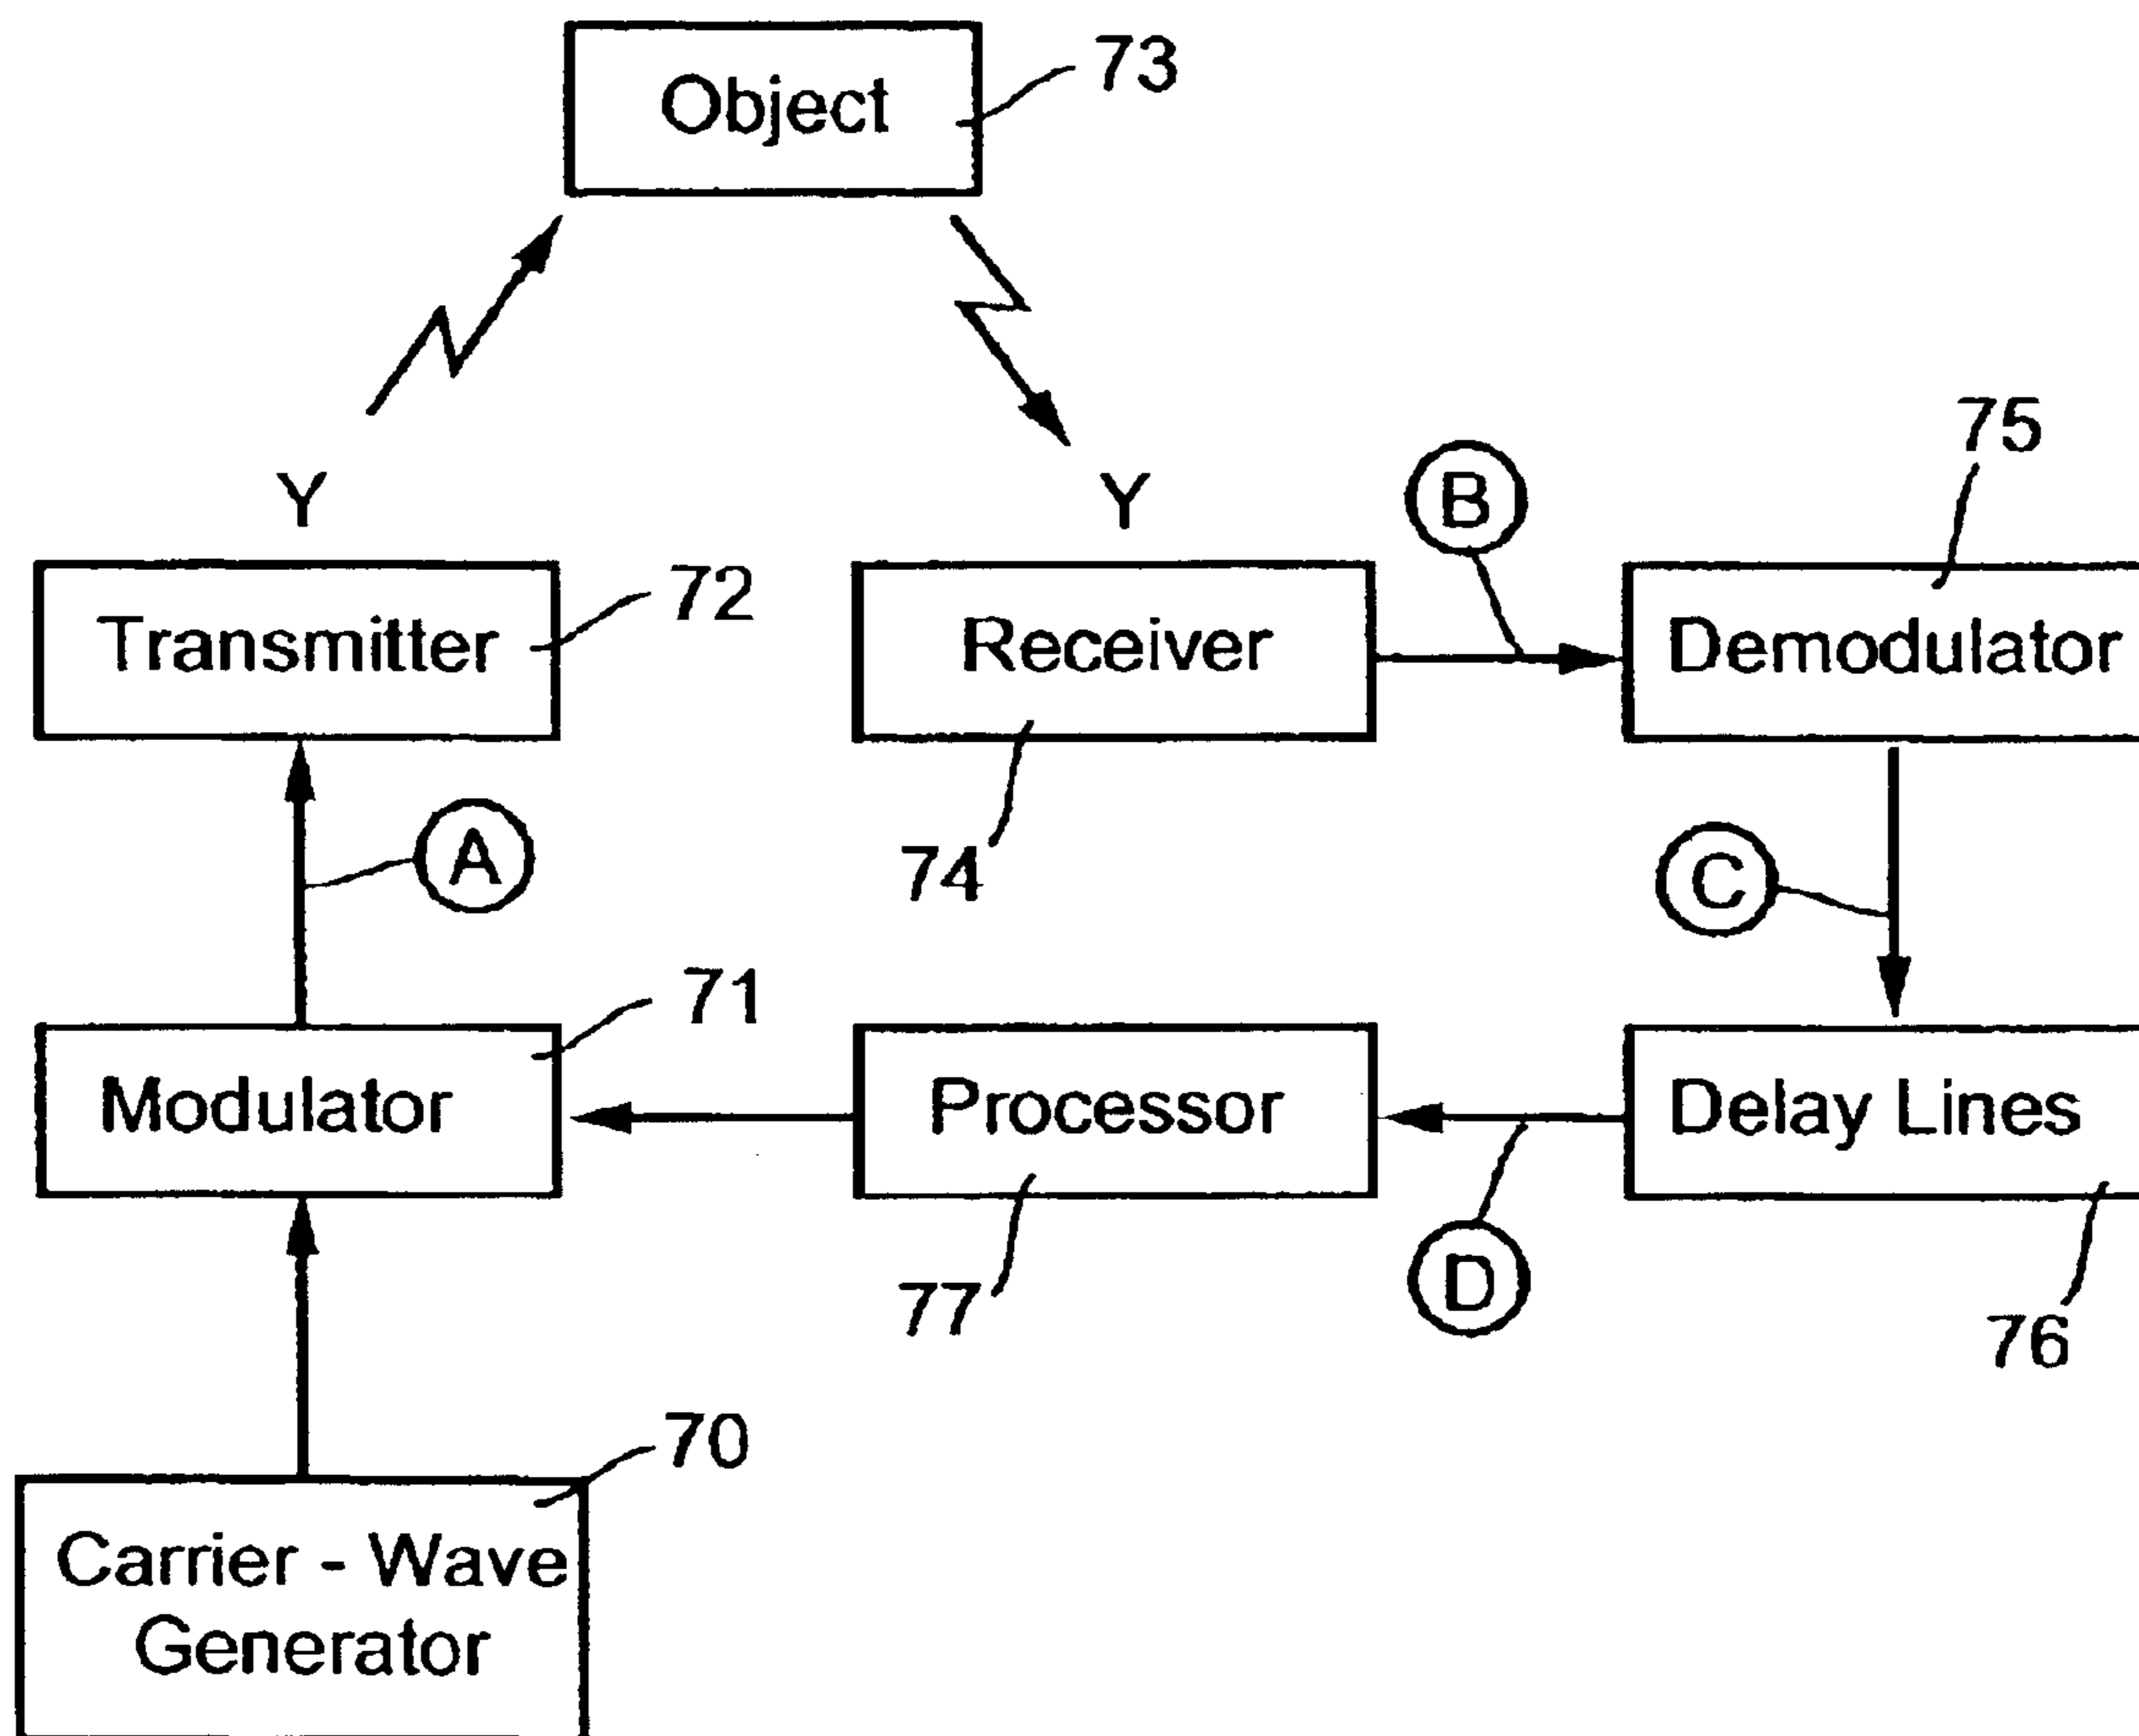 Object
73
Y
Y
B
75
Transmitter
72
Receiver
Demodulator
A
74
C
71
Modulator
Processor
Delay Lines
77
D
76
70
Carrier - Wave
Generator